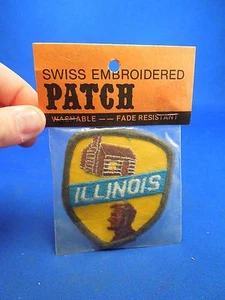 SWISS EMBROIDERED
PATCH
WASHABLE — FADE RESISTANT
ILLINOIS